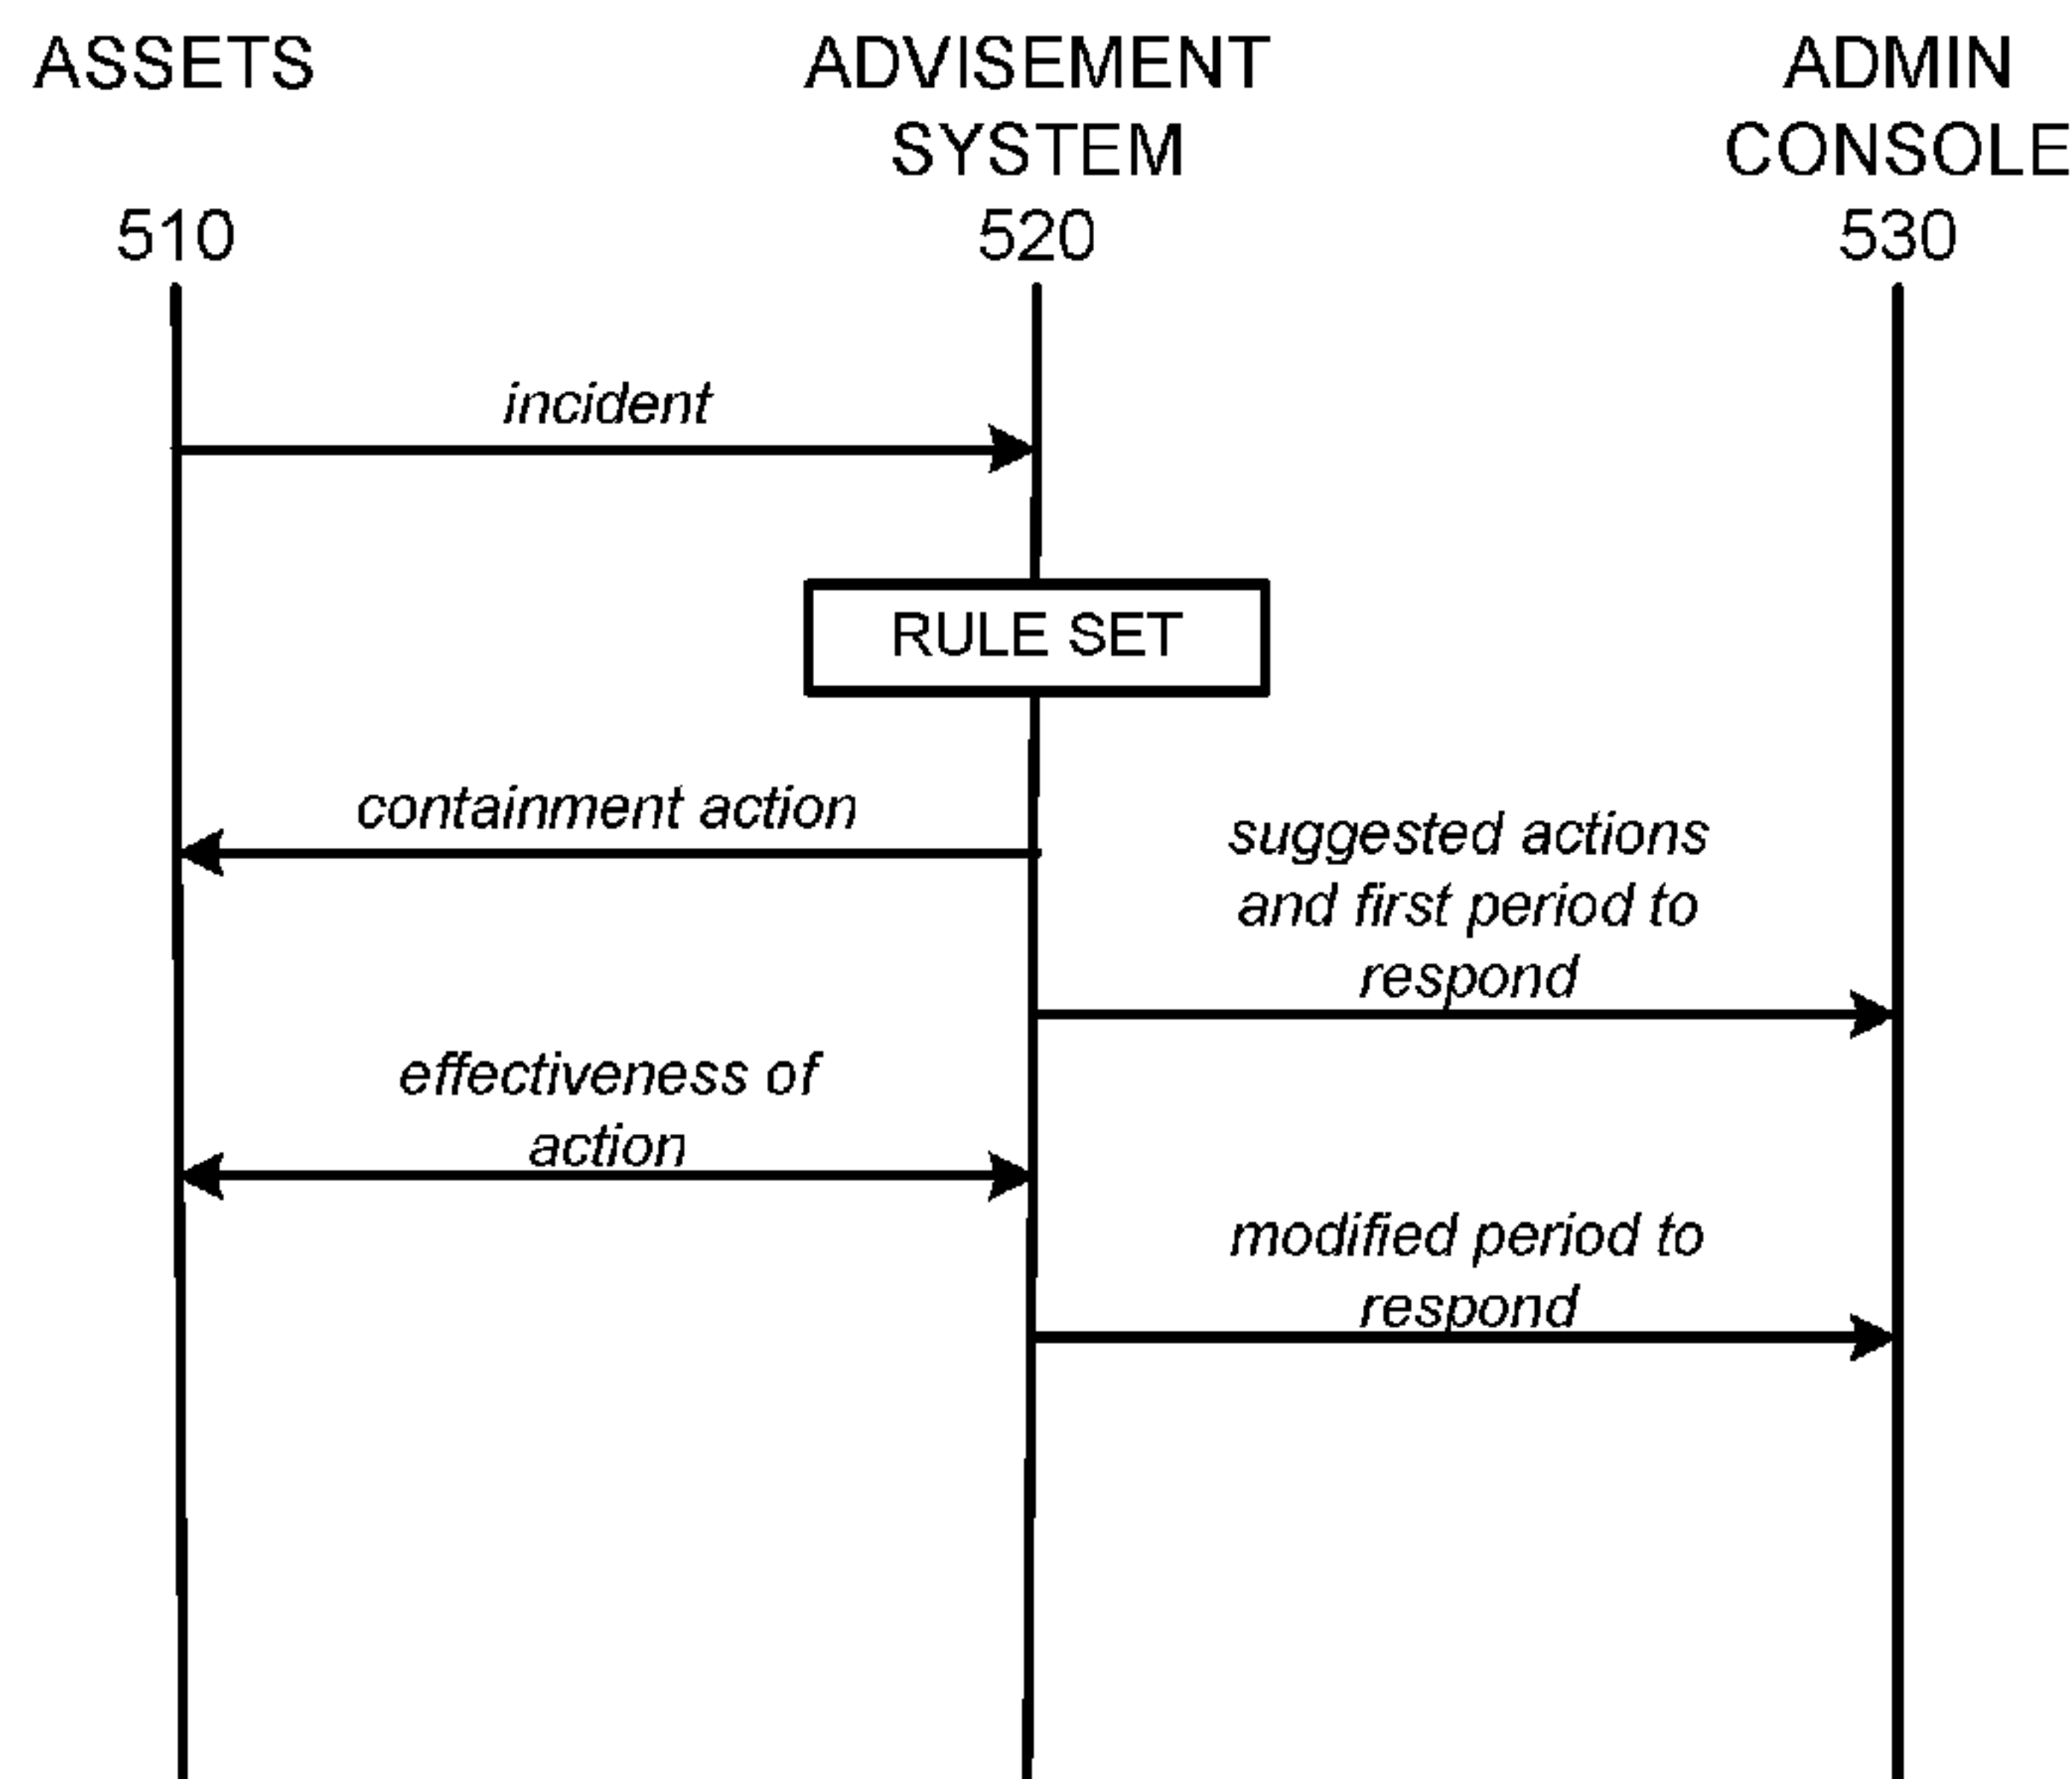 ASSETS
510
ADVISEMENT
SYSTEM
520
ADMIN
CONSOLE
530
incident
RULE SET
containment action
suggested actions
and first period to
respond
effectiveness of
action
modified period to
respond